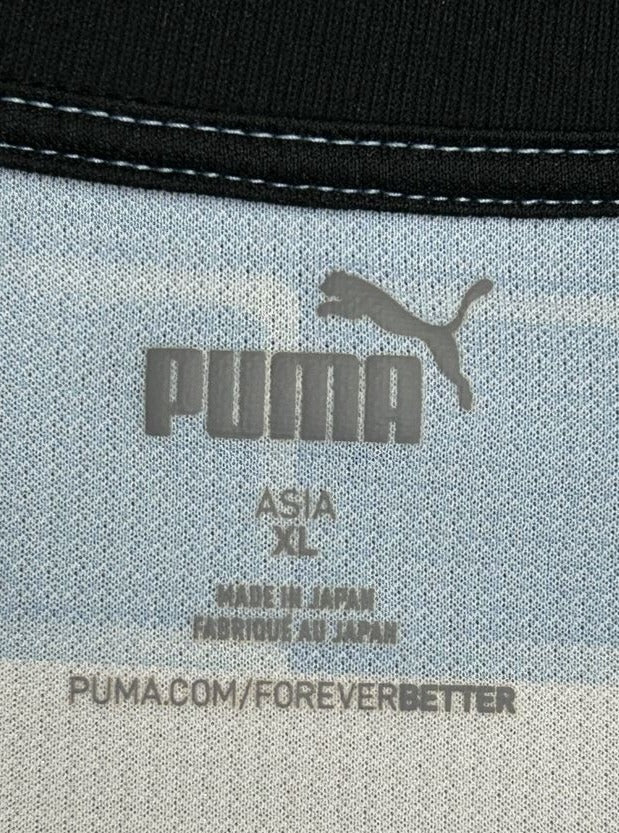 PUMA
ASIA
XL
MADE IN JAPAN
FABRIQUE AU JAPAN
PUMA.COM/FOREVERBETTER